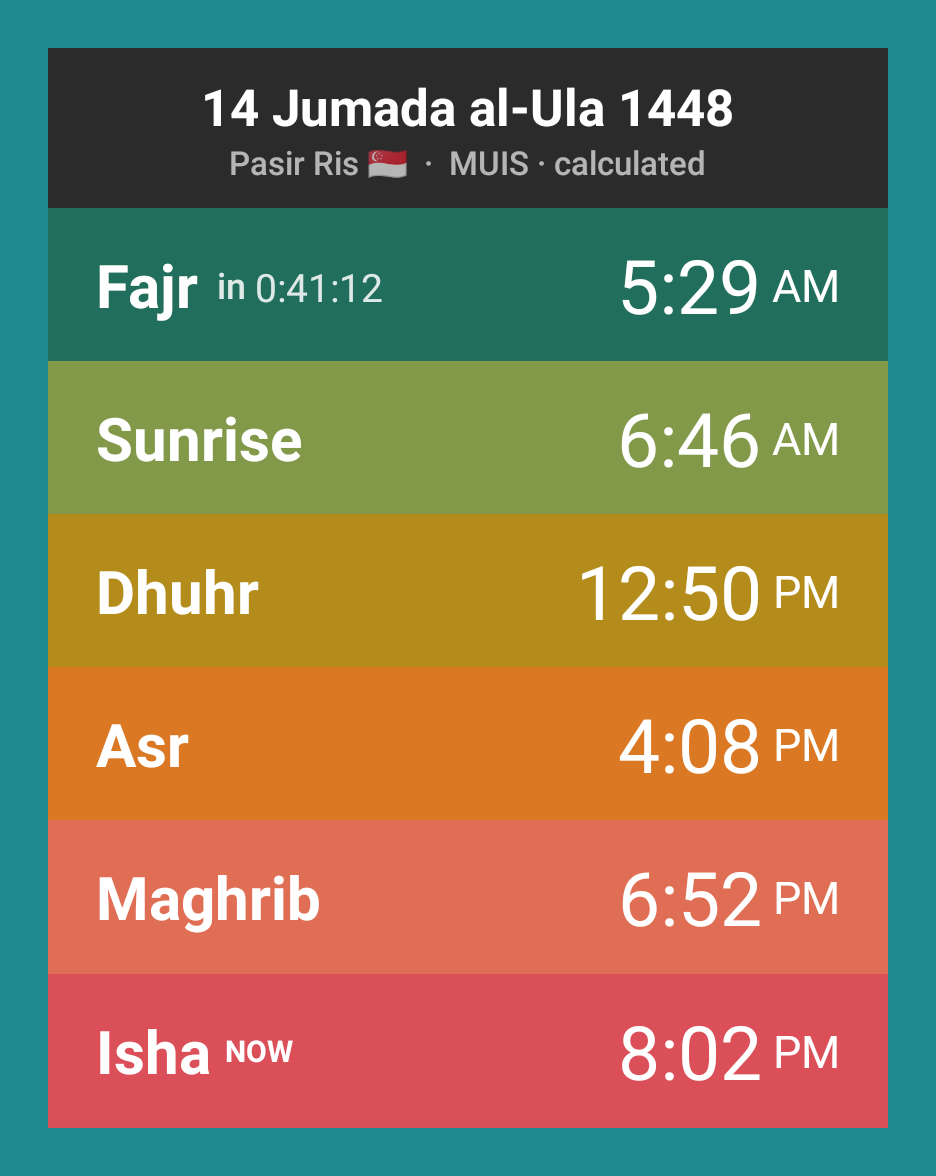 14 Jumada al-Ula 1448
Pasir Ris 🇸🇬 · MUIS · calculated
Fajr in 0:41:12 5:29 AM
Sunrise 6:46 AM
Dhuhr 12:50 PM
Asr 4:08 PM
Maghrib 6:52 PM
Isha NOW 8:02 PM